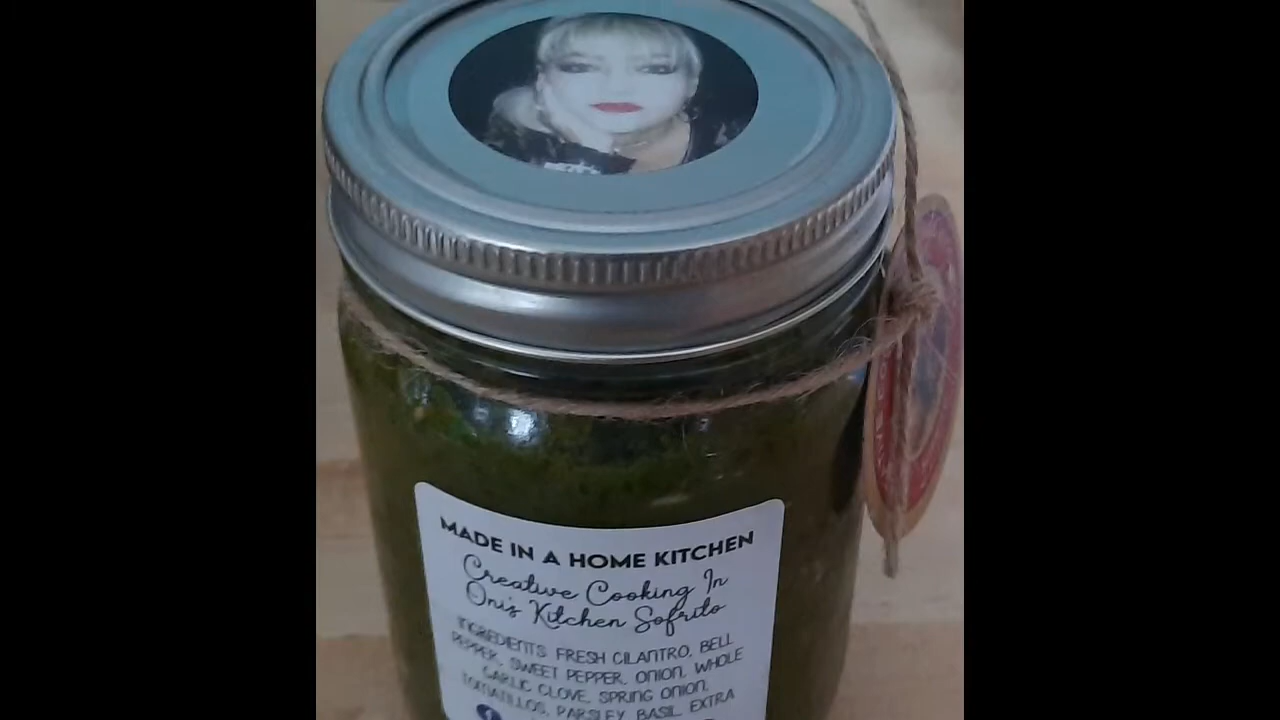 MADE IN A HOME KITCHEN
Creative Cooking In
Oni's Kitchen Sofrito
INGREDIENTS FRESH CILANTRO, BELL
PEPPER, SWEET PEPPER, ONION, WHOLE
GARLIC CLOVE, SPRING ONION,
TOMATILLOS, PARSLEY, BASIL, EXTRA